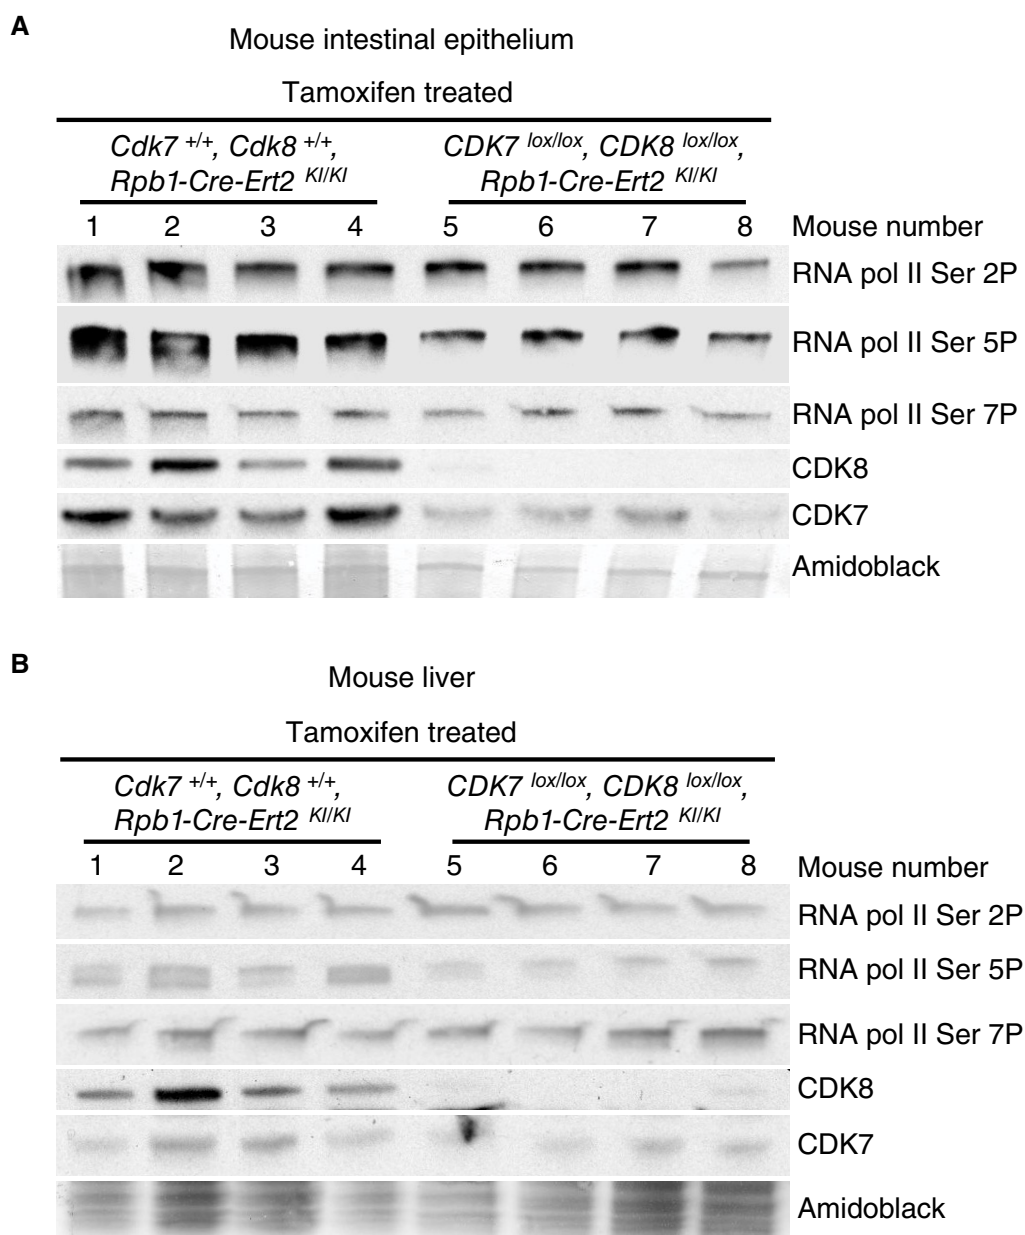 A
Mouse intestinal epithelium
Tamoxifen treated
Cdk7 +/+, Cdk8 +/+, CDK7 lox/lox, CDK8 lox/lox,
Rpb1-Cre-Ert2 KI/KI Rpb1-Cre-Ert2 KI/KI
1 2 3 4 5 6 7 8 Mouse number
RNA pol II Ser 2P
RNA pol II Ser 5P
RNA pol II Ser 7P
CDK8
CDK7
Amidoblack
B
Mouse liver
Tamoxifen treated
Cdk7 +/+, Cdk8 +/+, CDK7 lox/lox, CDK8 lox/lox,
Rpb1-Cre-Ert2 KI/KI Rpb1-Cre-Ert2 KI/KI
1 2 3 4 5 6 7 8 Mouse number
RNA pol II Ser 2P
RNA pol II Ser 5P
RNA pol II Ser 7P
CDK8
CDK7
Amidoblack